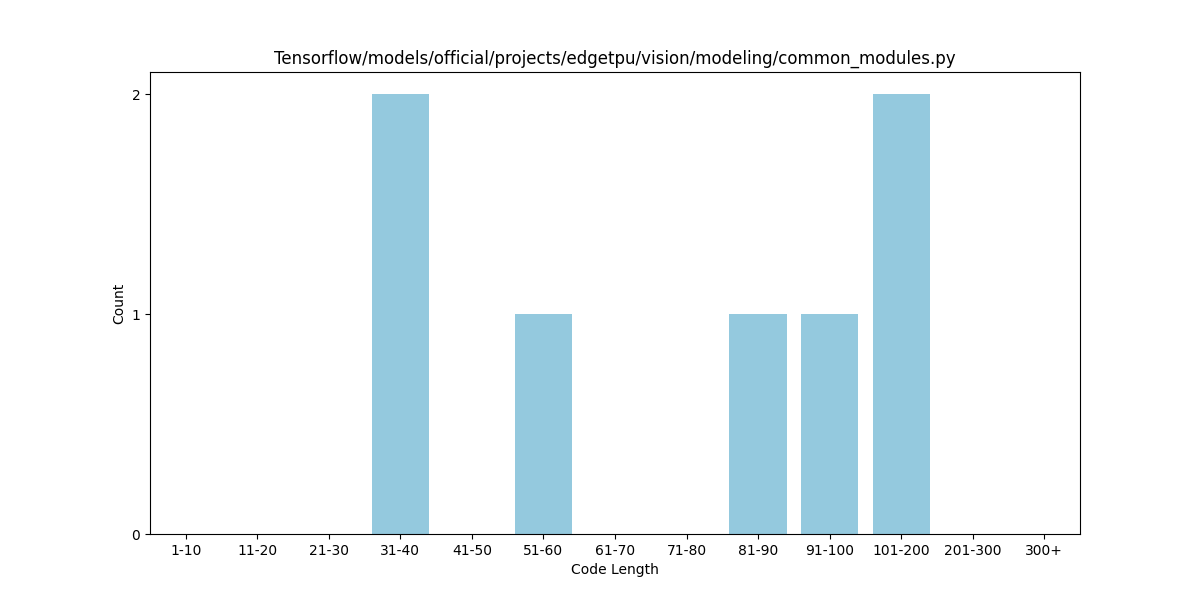 Tensorflow/models/official/projects/edgetpu/vision/modeling/common_modules.py
2
1
0
Count
1-10 11-20 21-30 31-40 41-50 51-60 61-70 71-80 81-90 91-100 101-200 201-300 300+
Code Length